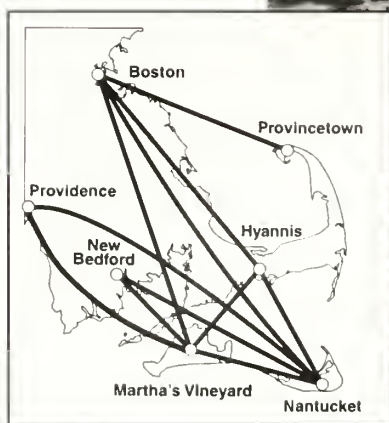 Boston
Provincetown
Providence
New
Bedford
Hyannis
Martha's Vineyard
Nantucket